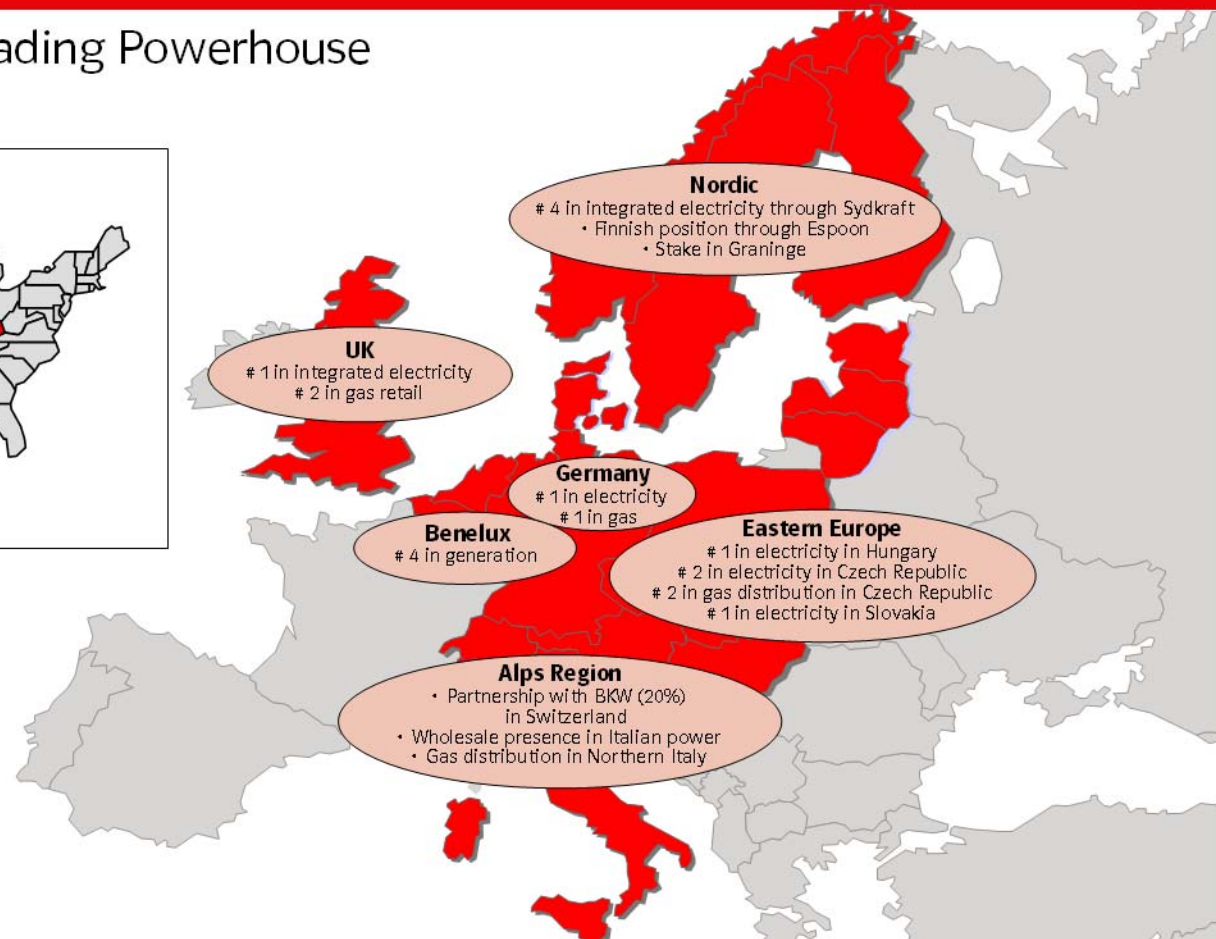 ading Powerhouse
Nordic
# 4 in integrated electricity through Sydkraft
• Finnish position through Espoon
• Stake in Graninge
UK
# 1 in integrated electricity
# 2 in gas retail
Germany
# 1 in electricity
# 1 in gas
Benelux
# 4 in generation
Eastern Europe
# 1 in electricity in Hungary
# 2 in electricity in Czech Republic
# 2 in gas distribution in Czech Republic
# 1 in electricity in Slovakia
Alps Region
• Partnership with BKW (20%)
in Switzerland
• Wholesale presence in Italian power
• Gas distribution in Northern Italy